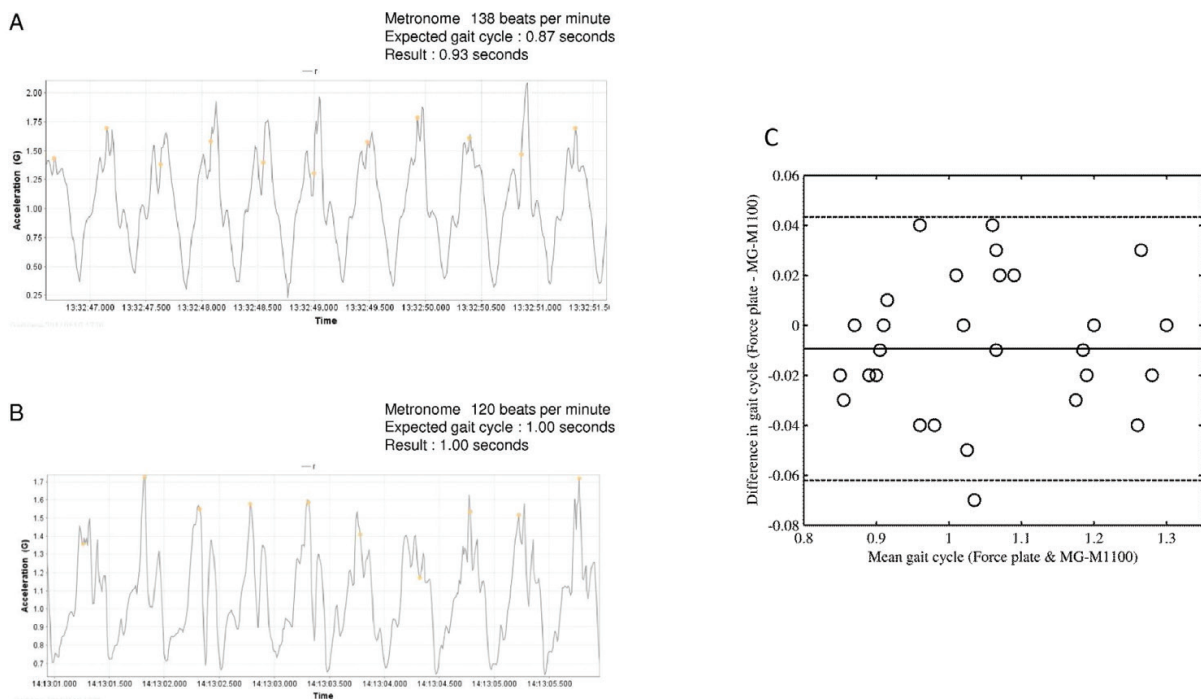 A
Metronome 138 beats per minute
Expected gait cycle : 0.87 seconds
Result : 0.93 seconds
r
Acceleration (G)
2.00
1.75
1.50
1.25
1.00
0.75
0.50
0.25
13:32:47.000 13:32:47.500 13:32:48.000 13:32:48.500 13:32:49.000 13:32:49.500 13:32:50.000 13:32:50.500 13:32:51.000 13:32:51.50
Time
B
Metronome 120 beats per minute
Expected gait cycle : 1.00 seconds
Result : 1.00 seconds
r
Acceleration (G)
1.7
1.6
1.5
1.4
1.3
1.2
1.1
1.0
0.9
0.8
0.7
14:13:01.000 14:13:01.500 14:13:02.000 14:13:02.500 14:13:03.000 14:13:03.500 14:13:04.000 14:13:04.500 14:13:05.000 14:13:05.500
Time
C
Difference in gait cycle (Force plate - MG-M1100)
0.06
0.04
0.02
0
-0.02
-0.04
-0.06
-0.08
0.8 0.9 1 1.1 1.2 1.3
Mean gait cycle (Force plate & MG-M1100)